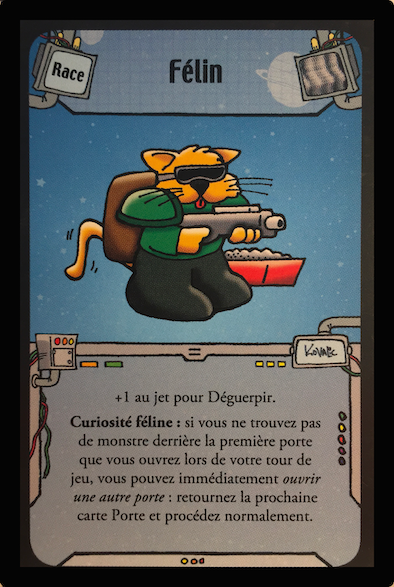 Race
Félin
KOVALIC
+1 au jet pour Déguerpir.
Curiosité féline : si vous ne trouvez pas
de monstre derrière la première porte
que vous ouvrez lors de votre tour de
jeu, vous pouvez immédiatement ouvrir
une autre porte : retournez la prochaine
carte Porte et procédez normalement.